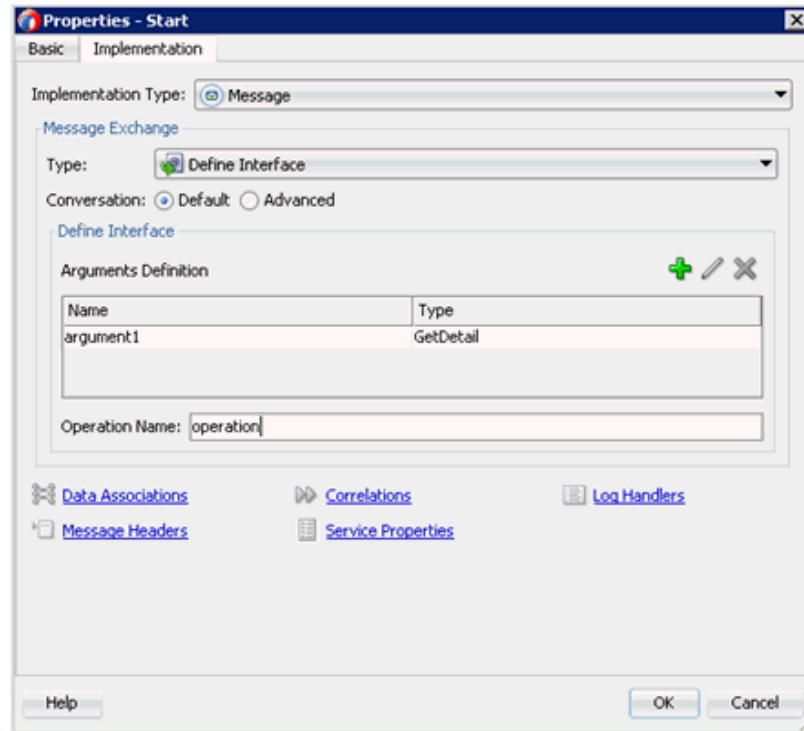 Properties - Start
Basic Implementation
Implementation Type: Message
Message Exchange
Type: Define Interface
Conversation: Default Advanced
Define Interface
Arguments Definition
Name Type
argument1 GetDetail
Operation Name: operation
Data Associations Correlations Log Handlers
Message Headers Service Properties
Help OK Cancel